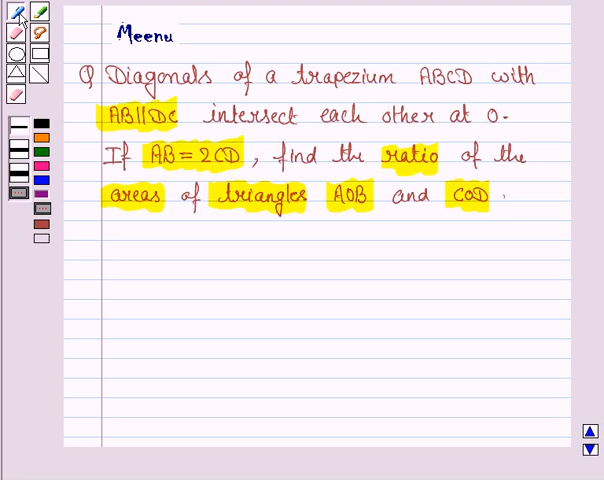 Meenu
Q Diagonals of a trapezium ABCD with
AB||DC intersect each other at O.
If AB = 2CD, find the ratio of the
areas of triangles AOB and COD.